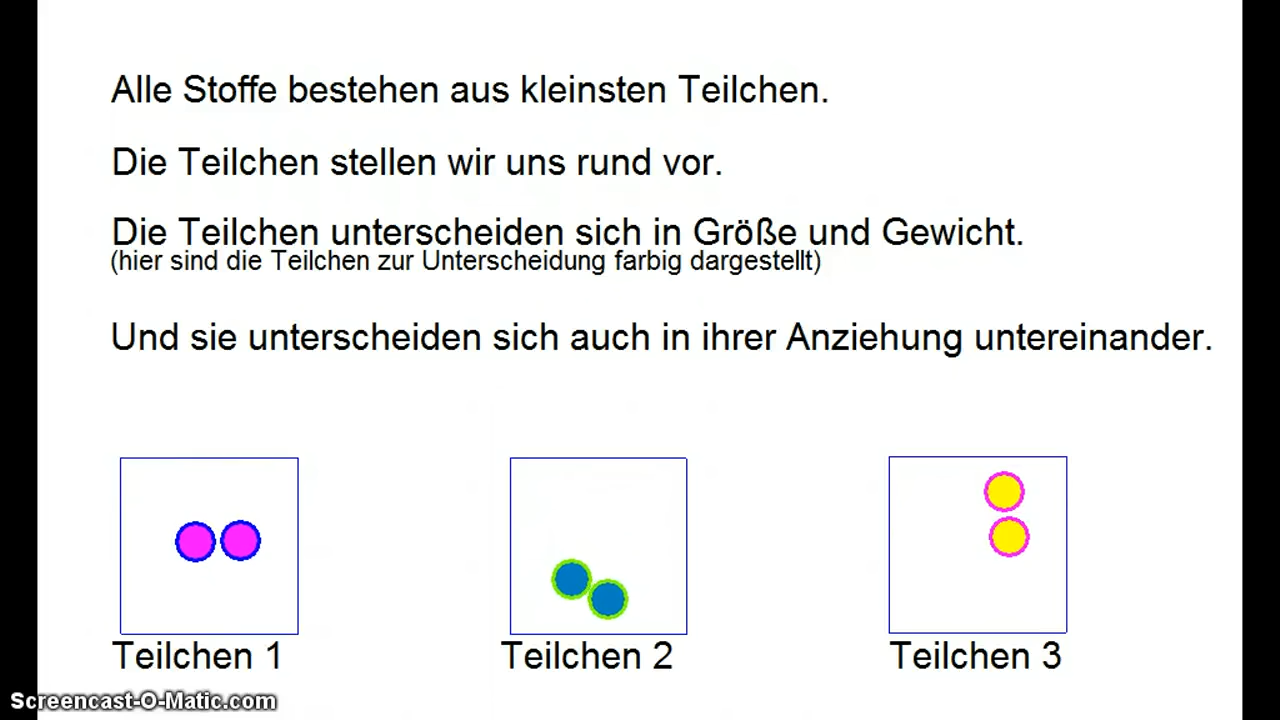 Alle Stoffe bestehen aus kleinsten Teilchen.
Die Teilchen stellen wir uns rund vor.
Die Teilchen unterscheiden sich in Größe und Gewicht.
(hier sind die Teilchen zur Unterscheidung farbig dargestellt)
Und sie unterscheiden sich auch in ihrer Anziehung untereinander.
Teilchen 1
Teilchen 2
Teilchen 3
Screencast-O-Matic.com